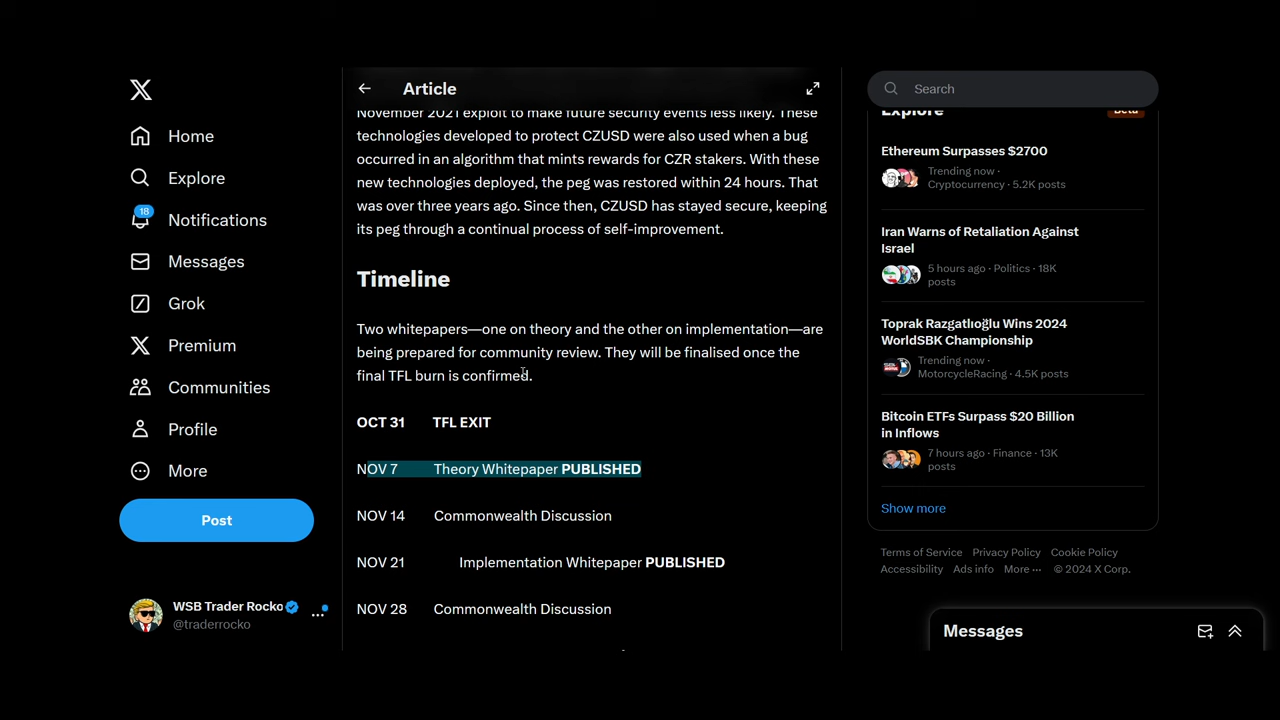 Home
Explore
Notifications
18
Messages
Grok
Premium
Communities
Profile
More
Post
WSB Trader Rocko
@traderrocko
Article
November 2021 exploit to make future security events less likely. These
technologies developed to protect CZUSD were also used when a bug
occurred in an algorithm that mints rewards for CZR stakers. With these
new technologies deployed, the peg was restored within 24 hours. That
was over three years ago. Since then, CZUSD has stayed secure, keeping
its peg through a continual process of self-improvement.
Timeline
Two whitepapers—one on theory and the other on implementation—are
being prepared for community review. They will be finalised once the
final TFL burn is confirmed.
OCT 31 TFL EXIT
NOV 7 Theory Whitepaper PUBLISHED
NOV 14 Commonwealth Discussion
NOV 21 Implementation Whitepaper PUBLISHED
NOV 28 Commonwealth Discussion
Search
Explore
Beta
Ethereum Surpasses $2700
Trending now ·
Cryptocurrency · 5.2K posts
Iran Warns of Retaliation Against
Israel
5 hours ago · Politics · 18K
posts
Toprak Razgatlıoğlu Wins 2024
WorldSBK Championship
Trending now ·
MotorcycleRacing · 4.5K posts
Bitcoin ETFs Surpass $20 Billion
in Inflows
7 hours ago · Finance · 13K
posts
Show more
Terms of Service Privacy Policy Cookie Policy
Accessibility Ads info More ··· © 2024 X Corp.
Messages